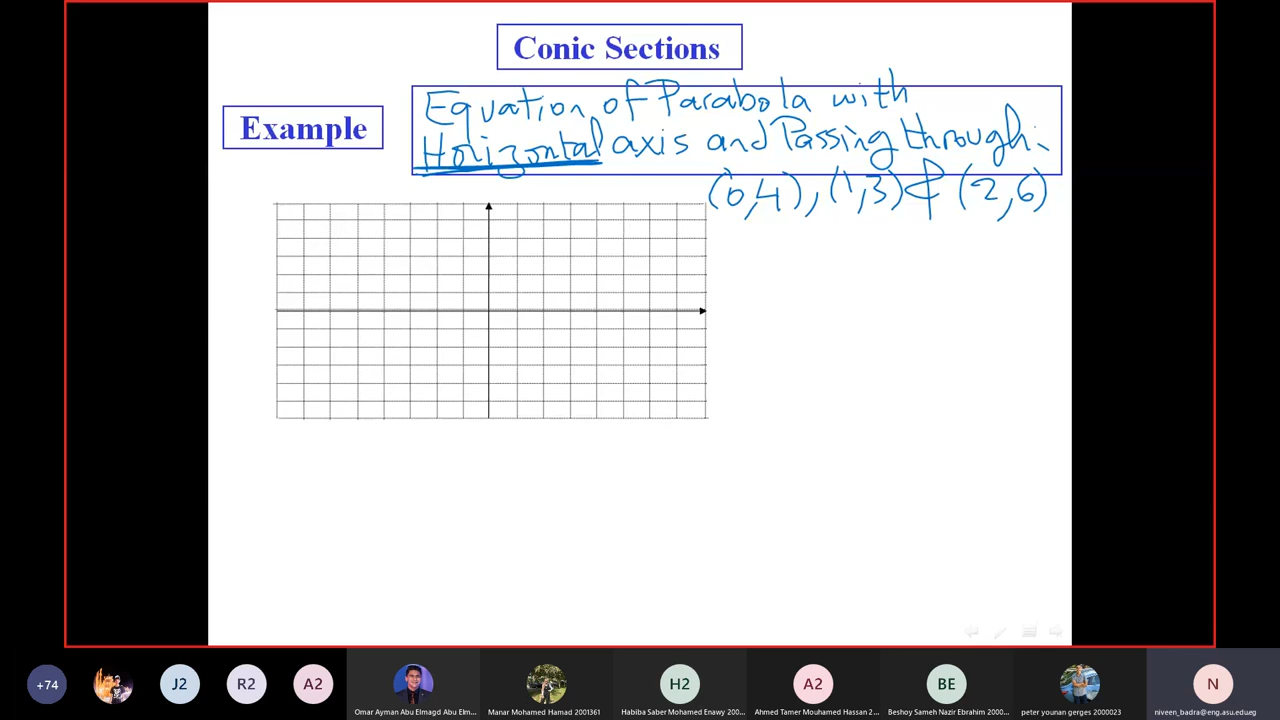 Conic Sections
Example
Equation of Parabola with
Horizontal axis and Passing through:
(0,4), (1,3) & (2,6)
+74
J2
R2
A2
H2
A2
BE
N
Omar Ayman Abu Elmagd Abu Elm...
Manar Mohamed Hamad 2001361
Habiba Saber Mohamed Enawy 200...
Ahmed Tamer Mouhamed Hassan 2...
Beshoy Sameh Nazir Ebrahim 2000...
peter younan gerges 2000023
niveen_badra@eng.asu.edu.eg